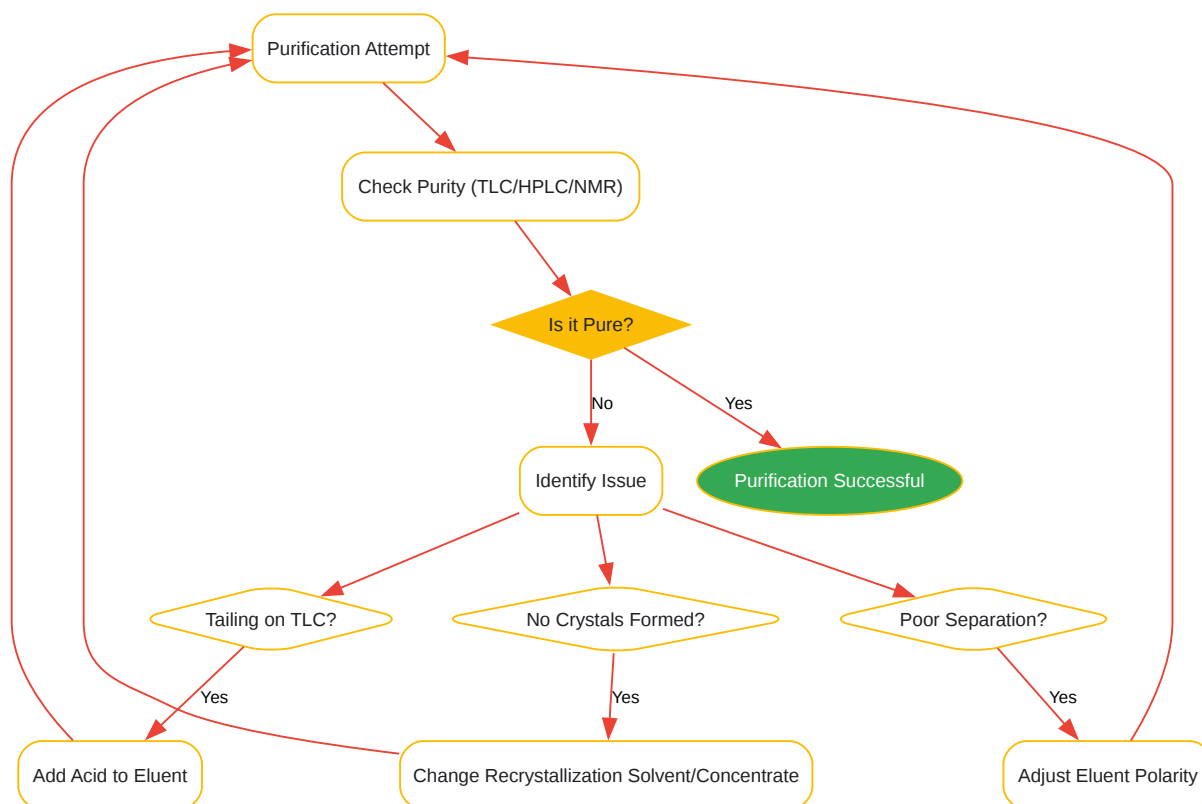 Purification Attempt
Check Purity (TLC/HPLC/NMR)
Is it Pure?
No
Yes
Identify Issue
Purification Successful
Tailing on TLC?
No Crystals Formed?
Poor Separation?
Yes
Yes
Yes
Add Acid to Eluent
Change Recrystallization Solvent/Concentrate
Adjust Eluent Polarity